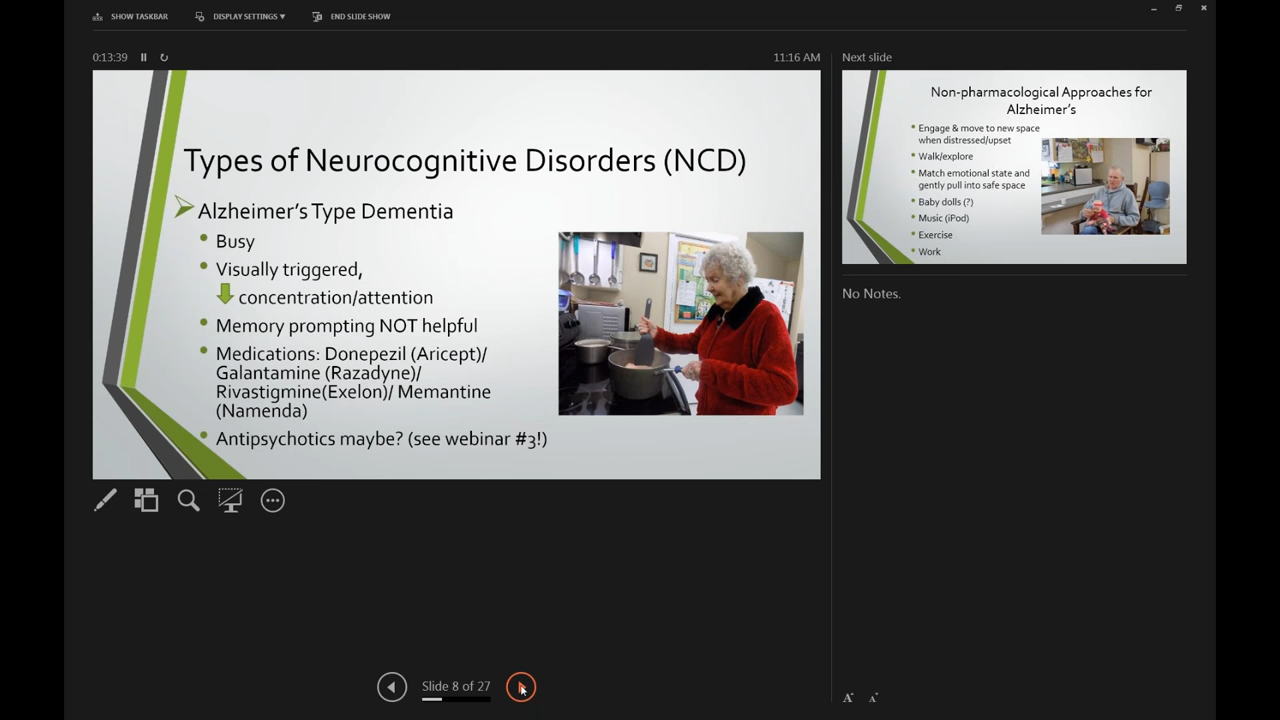 SHOW TASKBAR
DISPLAY SETTINGS ▼
END SLIDE SHOW
0:13:39
11:16 AM
Types of Neurocognitive Disorders (NCD)
Alzheimer's Type Dementia
Busy
Visually triggered,
concentration/attention
Memory prompting NOT helpful
Medications: Donepezil (Aricept)/
Galantamine (Razadyne)/
Rivastigmine(Exelon)/ Memantine
(Namenda)
Antipsychotics maybe? (see webinar #3!)
Slide 8 of 27
Next slide
Non-pharmacological Approaches for
Alzheimer's
Engage & move to new space
when distressed/upset
Walk/explore
Match emotional state and
gently pull into safe space
Baby dolls (?)
Music (iPod)
Exercise
Work
No Notes.
A A